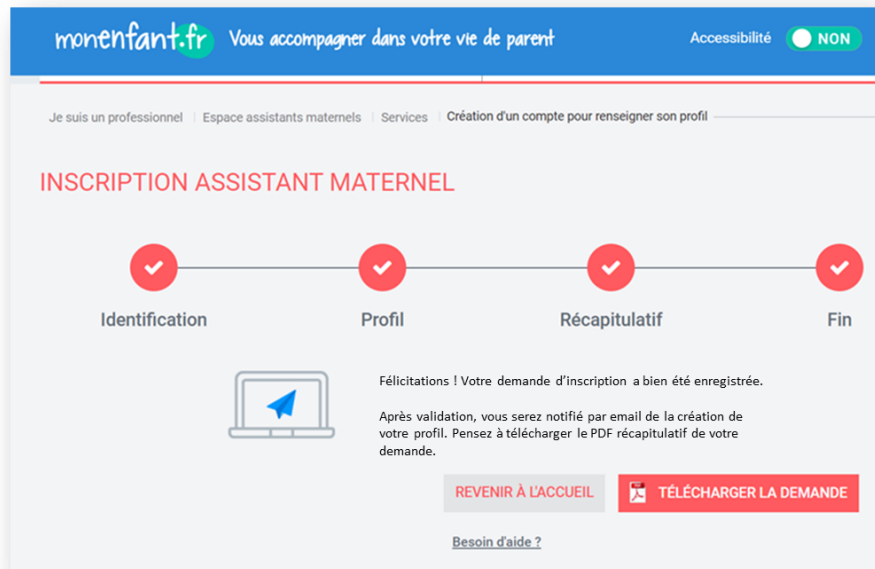 monenfant.fr Vous accompagner dans votre vie de parent Accessibilité NON
Je suis un professionnel | Espace assistants maternels | Services | Création d'un compte pour renseigner son profil
INSCRIPTION ASSISTANT MATERNEL
Identification Profil Récapitulatif Fin
Félicitations ! Votre demande d'inscription a bien été enregistrée.
Après validation, vous serez notifié par email de la création de
votre profil. Pensez à télécharger le PDF récapitulatif de votre
demande.
REVENIR À L'ACCUEIL TÉLÉCHARGER LA DEMANDE
Besoin d'aide ?